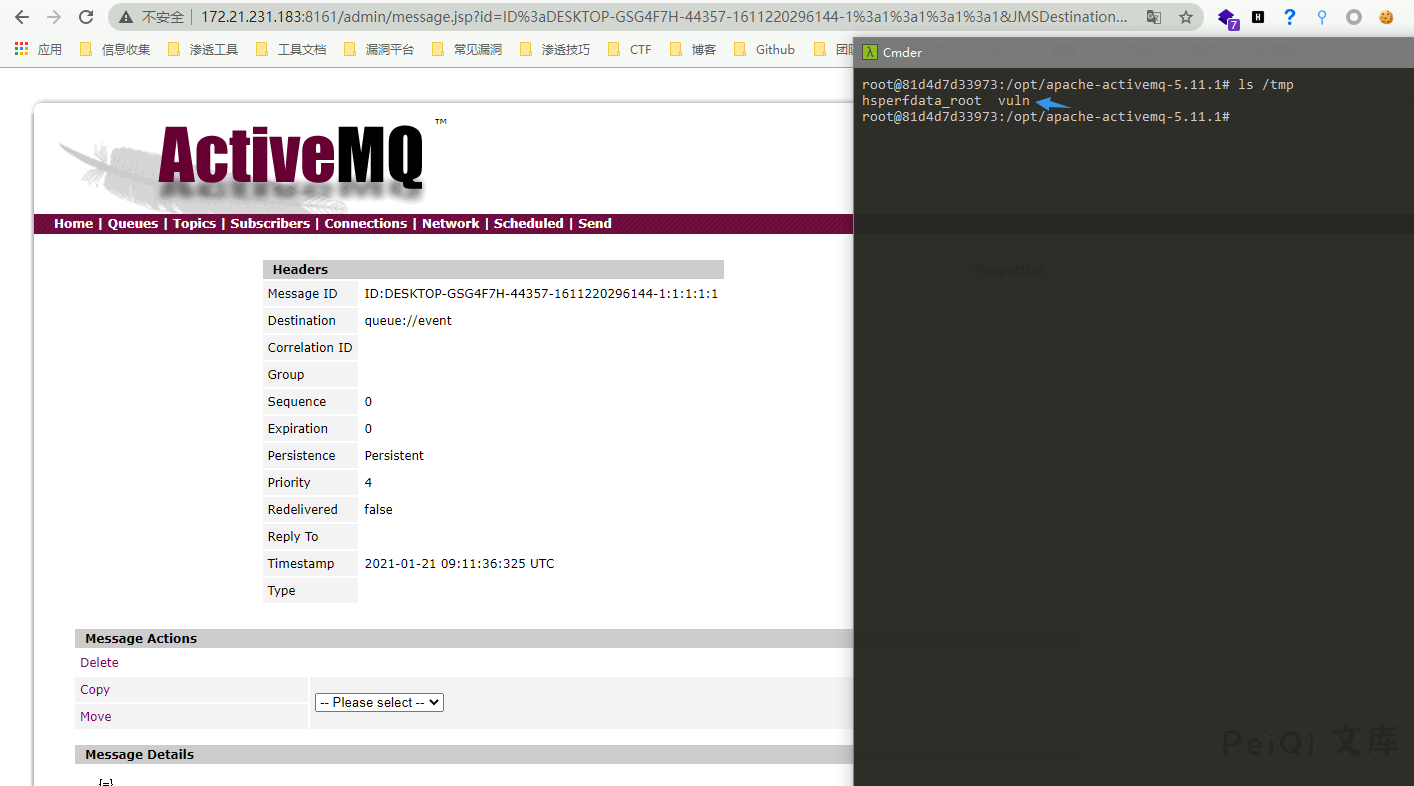 不安全 172.21.231.183:8161/admin/message.jsp?id=ID%3aDESKTOP-GSG4F7H-44357-1611220296144-1%3a1%3a1%3a1%3a1&JMSDestination...
7 H ?
应用 信息收集 渗透工具 工具文档 漏洞平台 常见漏洞 渗透技巧 CTF 博客 Github 团
λ Cmder
root@81d4d7d33973:/opt/apache-activemq-5.11.1# ls /tmp
hsperfdata_root vuln
root@81d4d7d33973:/opt/apache-activemq-5.11.1#
ActiveMQ™
Home | Queues | Topics | Subscribers | Connections | Network | Scheduled | Send
Headers
Properties
Message ID ID:DESKTOP-GSG4F7H-44357-1611220296144-1:1:1:1:1
Destination queue://event
Correlation ID
Group
Sequence 0
Expiration 0
Persistence Persistent
Priority 4
Redelivered false
Reply To
Timestamp 2021-01-21 09:11:36:325 UTC
Type
Message Actions
Delete
Copy
-- Please select --
Move
Message Details
{=}
PeiQi 文库